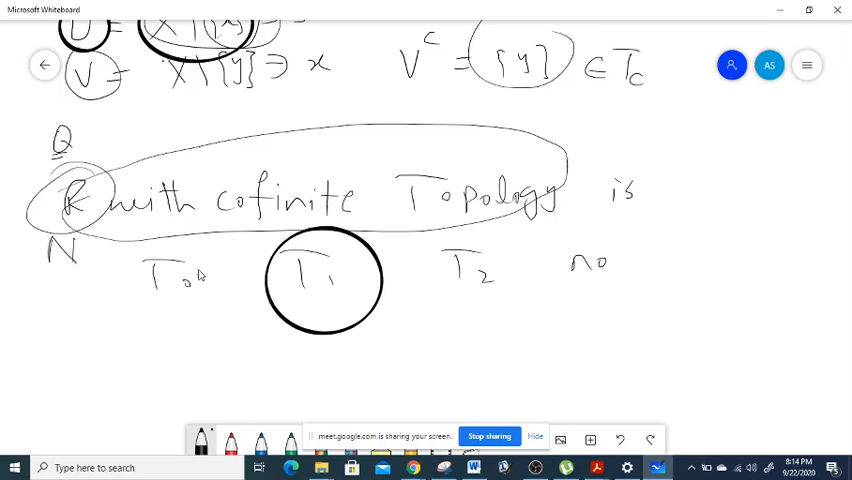 Microsoft Whiteboard
U = X \ {x}
V = X \ {y} ∋ x V^c = {y} ∈ T_c
AS
Q
R with cofinite Topology is
N
T_0 T_1 T_2 no
meet.google.com is sharing your screen. Stop sharing Hide
Type here to search
8:14 PM
9/22/2020